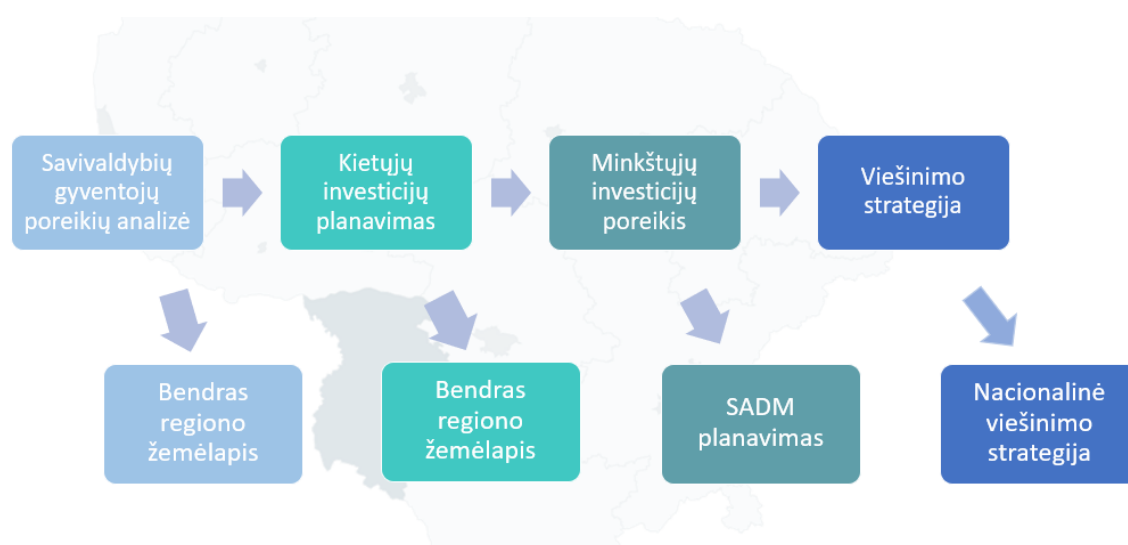 Savivaldybių
gyventojų
poreikių analizė
Kietųjų
investicijų
planavimas
Minkštųjų
investicijų
poreikis
Viešinimo
strategija
Bendras
regiono
žemėlapis
Bendras
regiono
žemėlapis
SADM
planavimas
Nacionalinė
viešinimo
strategija